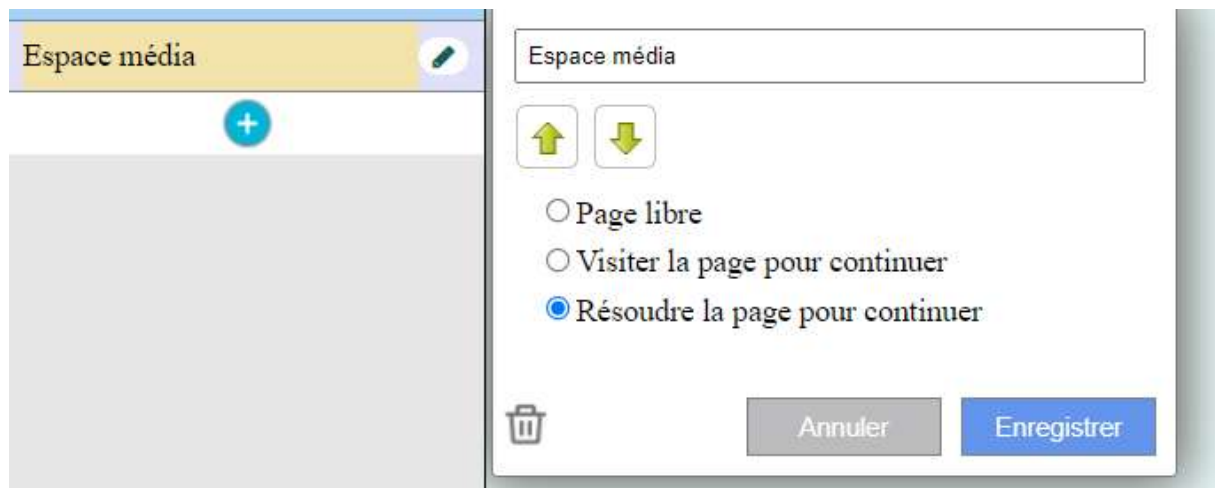 Espace média
Espace média
Page libre
Visiter la page pour continuer
Résoudre la page pour continuer
Annuler
Enregistrer